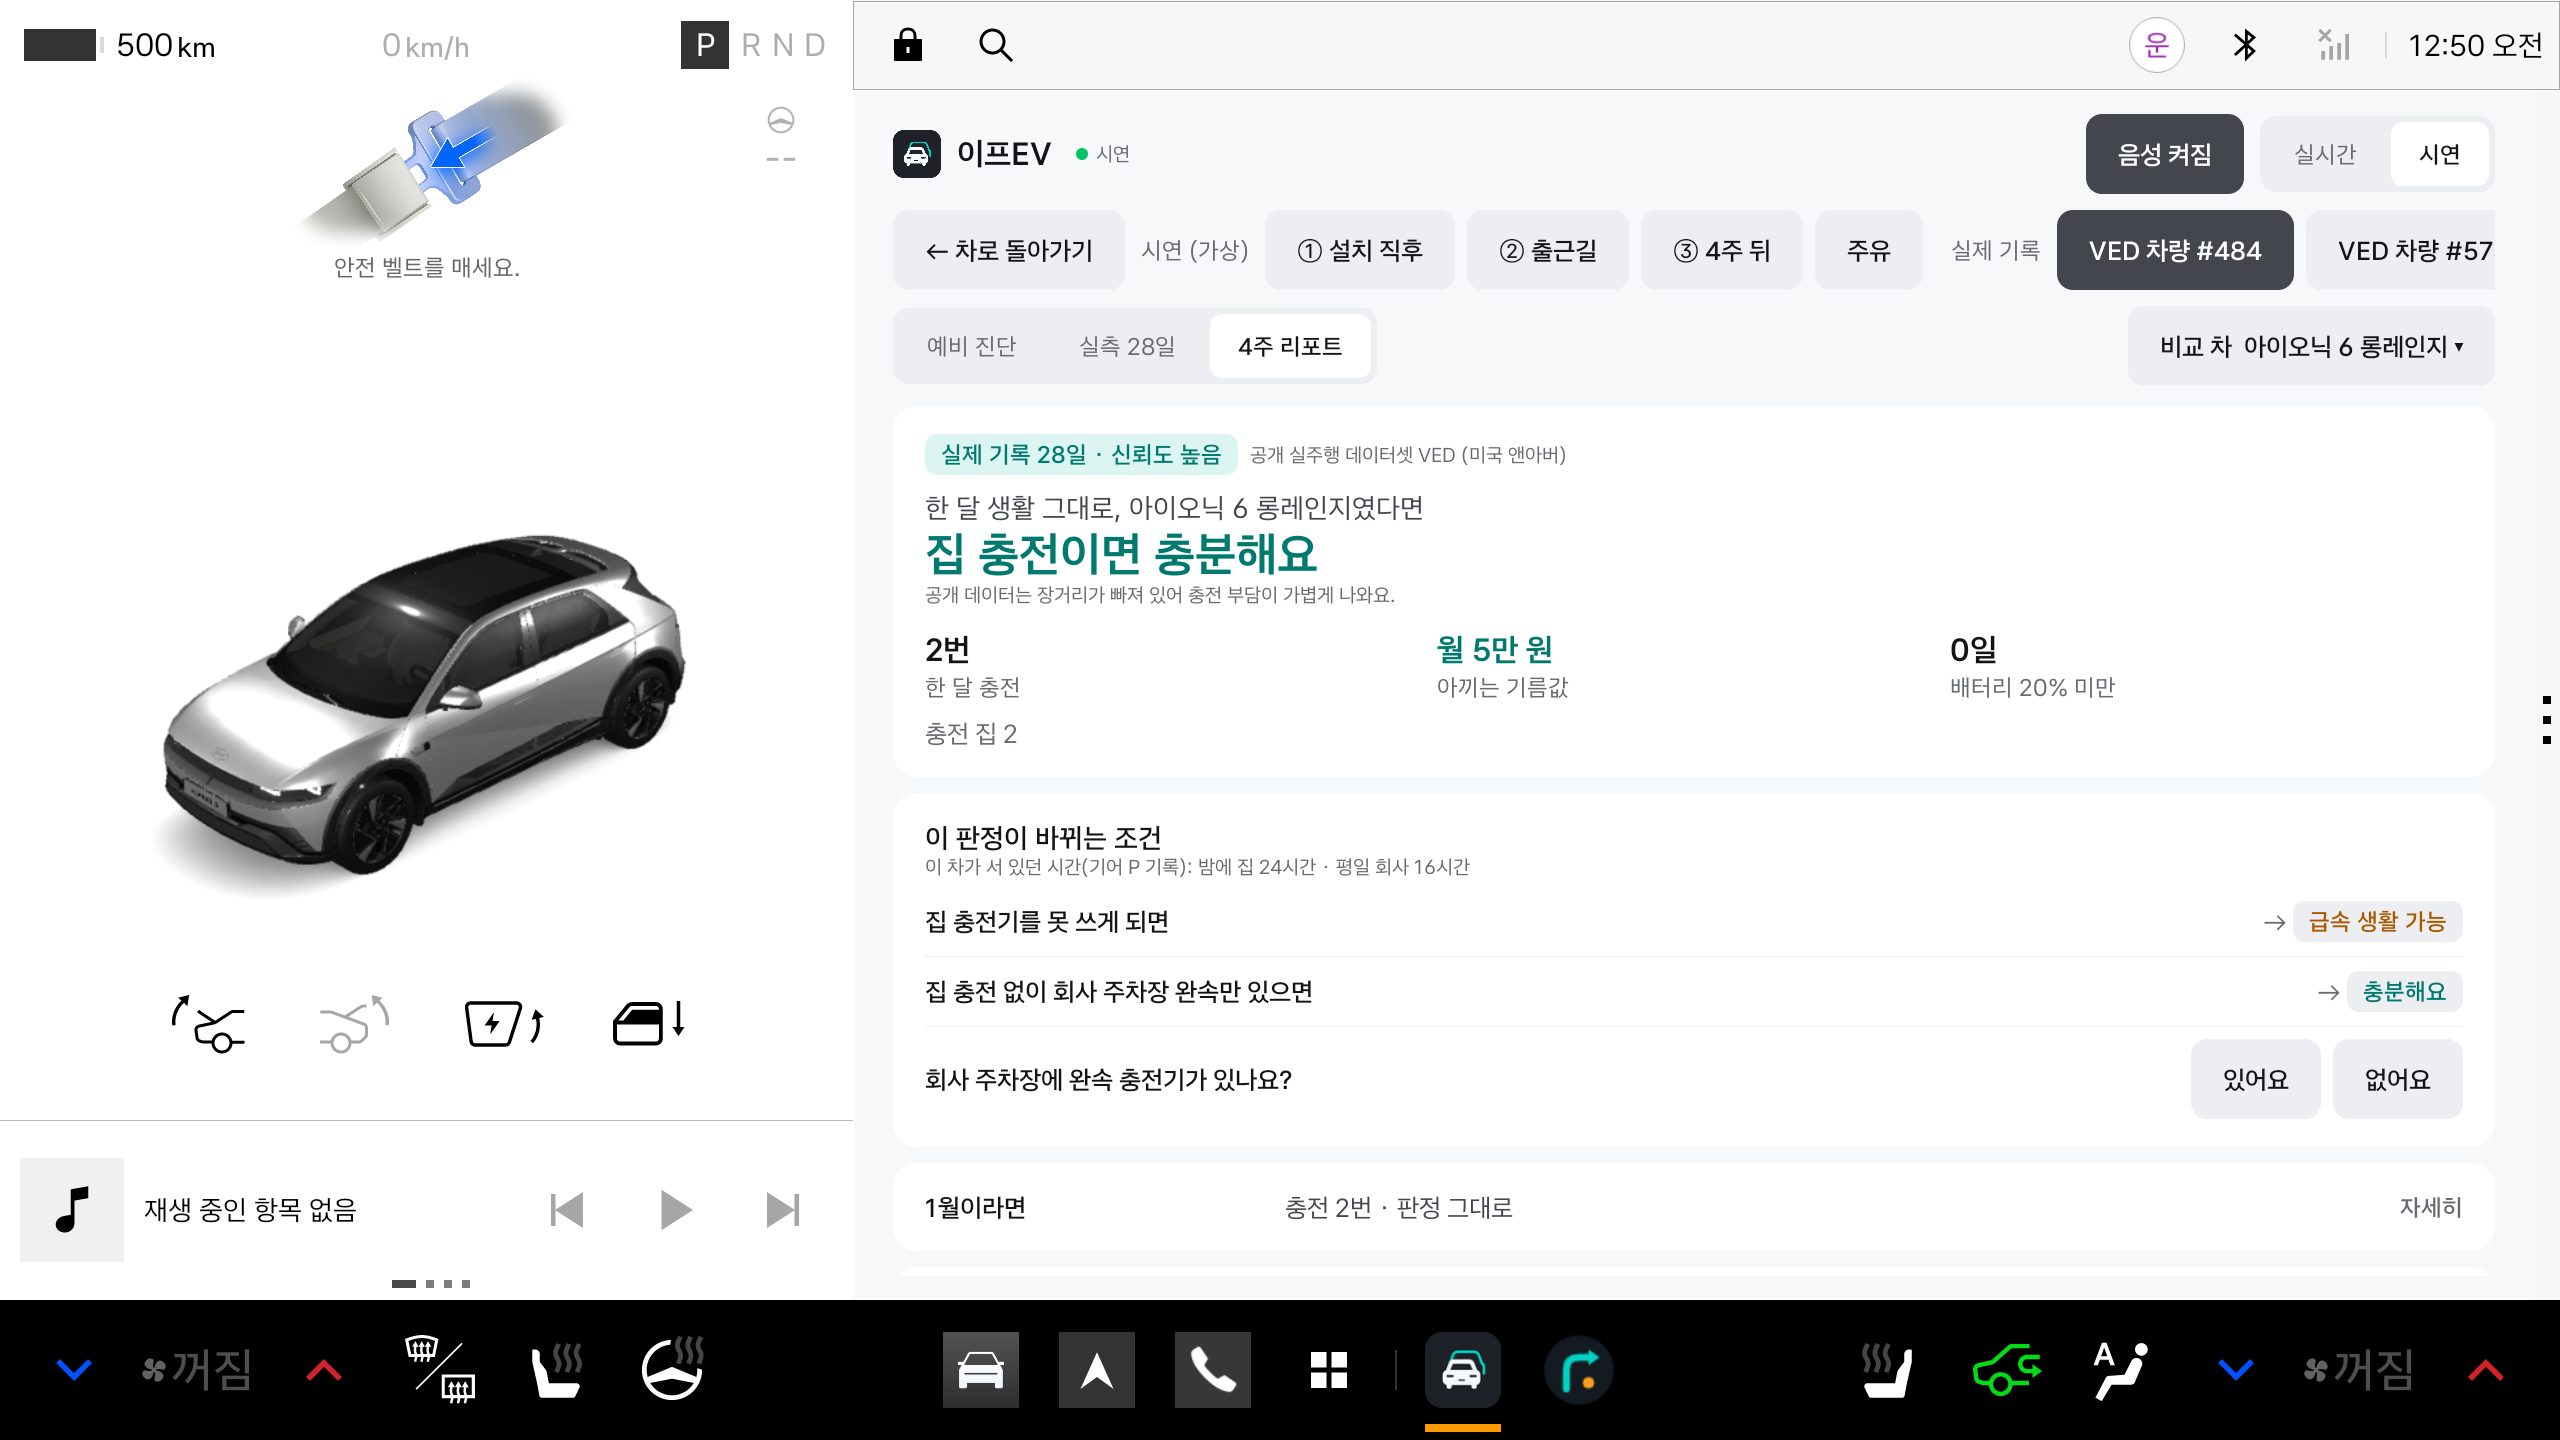 500 km
0 km/h
P R N D
안전 벨트를 매세요.
재생 중인 항목 없음
운
12:50 오전
이프EV
시연
음성 켜짐
실시간
시연
← 차로 돌아가기
시연 (가상)
① 설치 직후
② 출근길
③ 4주 뒤
주유
실제 기록
VED 차량 #484
VED 차량 #57
예비 진단
실측 28일
4주 리포트
비교 차 아이오닉 6 롱레인지 ▾
실제 기록 28일 · 신뢰도 높음
공개 실주행 데이터셋 VED (미국 앤아버)
한 달 생활 그대로, 아이오닉 6 롱레인지였다면
집 충전이면 충분해요
공개 데이터는 장거리가 빠져 있어 충전 부담이 가볍게 나와요.
2번
한 달 충전
월 5만 원
아끼는 기름값
0일
배터리 20% 미만
충전 집 2
이 판정이 바뀌는 조건
이 차가 서 있던 시간(기어 P 기록): 밤에 집 24시간 · 평일 회사 16시간
집 충전기를 못 쓰게 되면
→ 급속 생활 가능
집 충전 없이 회사 주차장 완속만 있으면
→ 충분해요
회사 주차장에 완속 충전기가 있나요?
있어요
없어요
1월이라면
충전 2번 · 판정 그대로
자세히
꺼짐
A
꺼짐